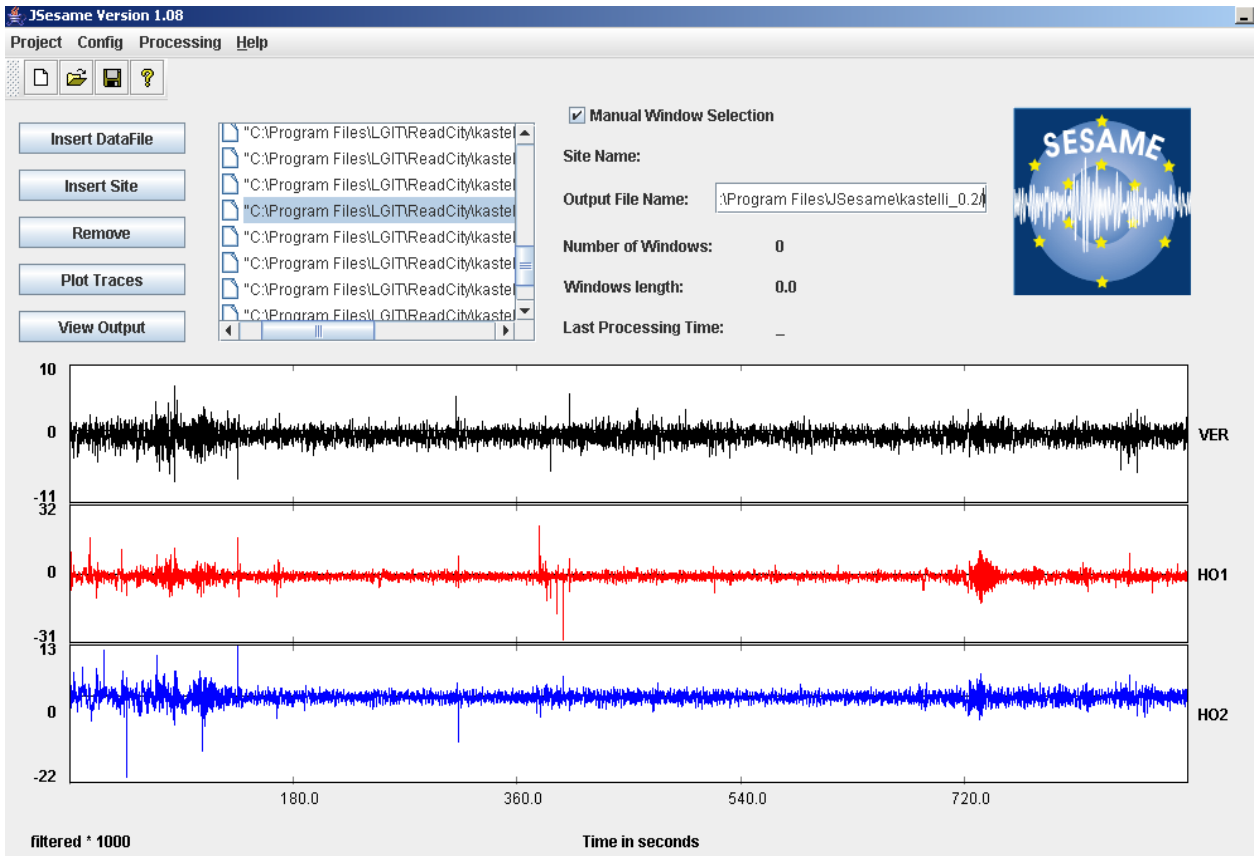 JSesame Version 1.08
Project Config Processing Help
Insert DataFile
Insert Site
Remove
Plot Traces
View Output
"C:\Program Files\LGIT\ReadCity\kastel
"C:\Program Files\LGIT\ReadCity\kastel
"C:\Program Files\LGIT\ReadCity\kastel
"C:\Program Files\LGIT\ReadCity\kastel
"C:\Program Files\LGIT\ReadCity\kastel
"C:\Program Files\LGIT\ReadCity\kastel
"C:\Program Files\LGIT\ReadCity\kastel
"C:\Program Files\LGIT\ReadCity\kastel
Manual Window Selection
Site Name:
Output File Name: :\Program Files\JSesame\kastelli_0.2/
Number of Windows: 0
Windows length: 0.0
Last Processing Time: _
SESAME
10
0
-11
VER
32
0
-31
HO1
13
0
-22
HO2
180.0 360.0 540.0 720.0
filtered * 1000 Time in seconds